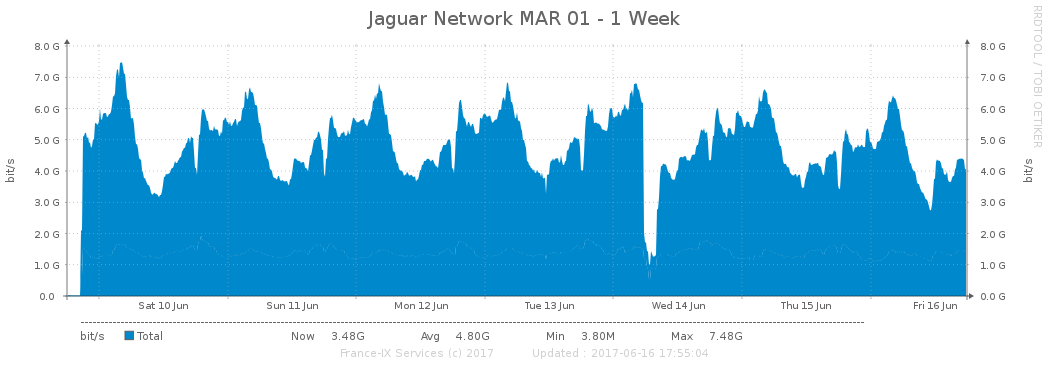 Jaguar Network MAR 01 - 1 Week
RRDTOOL / TOBI OETIKER
8.0 G 8.0 G
7.0 G 7.0 G
6.0 G 6.0 G
5.0 G 5.0 G
4.0 G 4.0 G
3.0 G 3.0 G
2.0 G 2.0 G
1.0 G 1.0 G
0.0 0.0 G
bit/s
bit/s
Sat 10 Jun Sun 11 Jun Mon 12 Jun Tue 13 Jun Wed 14 Jun Thu 15 Jun Fri 16 Jun
bit/s Total Now 3.48G Avg 4.80G Min 3.80M Max 7.48G
France-IX Services (c) 2017 Updated : 2017-06-16 17:55:04